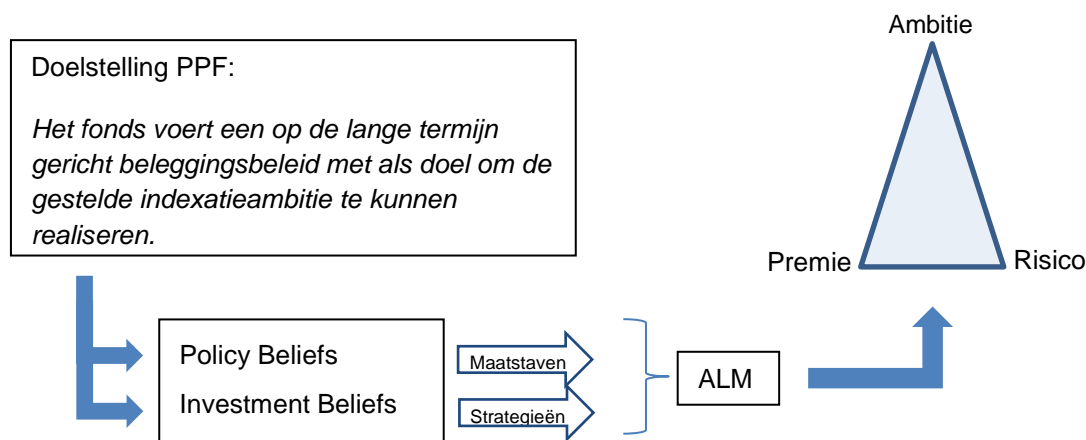 Doelstelling PPF:
Het fonds voert een op de lange termijn
gericht beleggingsbeleid met als doel om de
gestelde indexatieambitie te kunnen
realiseren.
Ambitie
Premie
Risico
Policy Beliefs
Maatstaven
Investment Beliefs
Strategieën
ALM